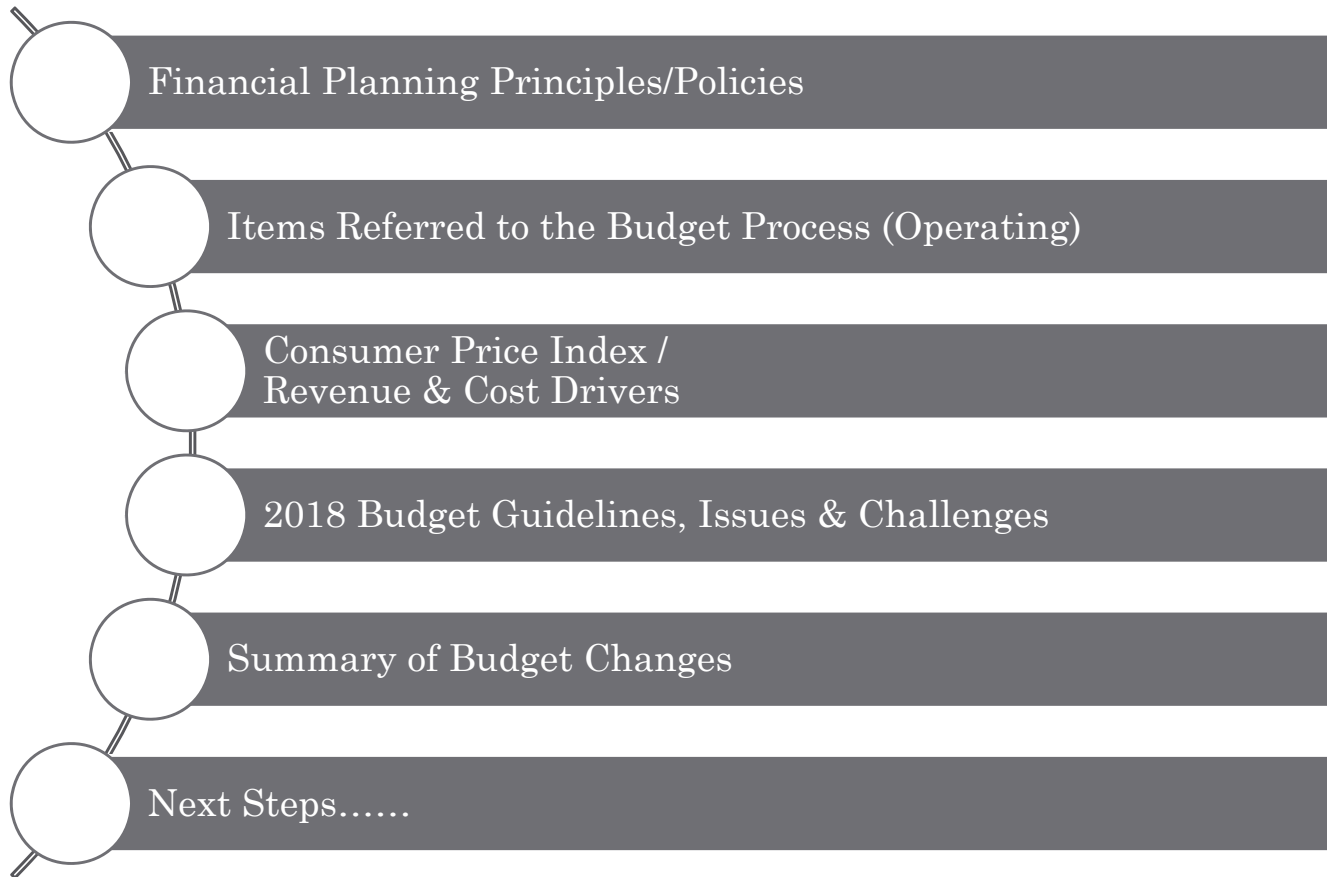 Financial Planning Principles/Policies
Items Referred to the Budget Process (Operating)
Consumer Price Index /
Revenue & Cost Drivers
2018 Budget Guidelines, Issues & Challenges
Summary of Budget Changes
Next Steps......